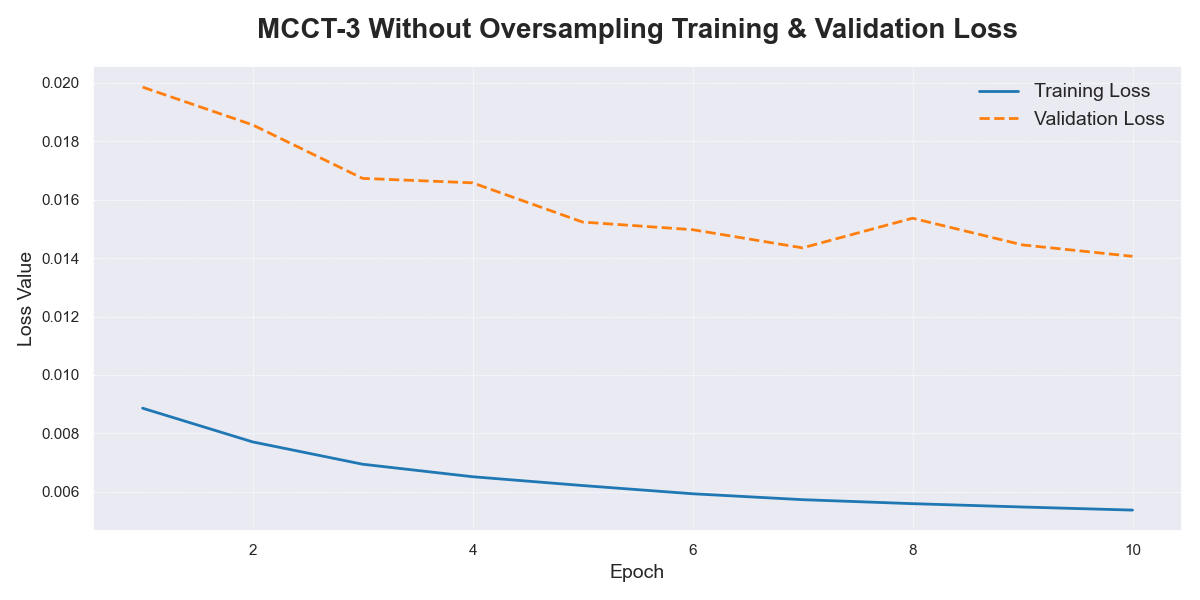 MCCT-3 Without Oversampling Training & Validation Loss
Training Loss
Validation Loss
0.020
0.018
0.016
0.014
0.012
0.010
0.008
0.006
Loss Value
2
4
6
8
10
Epoch